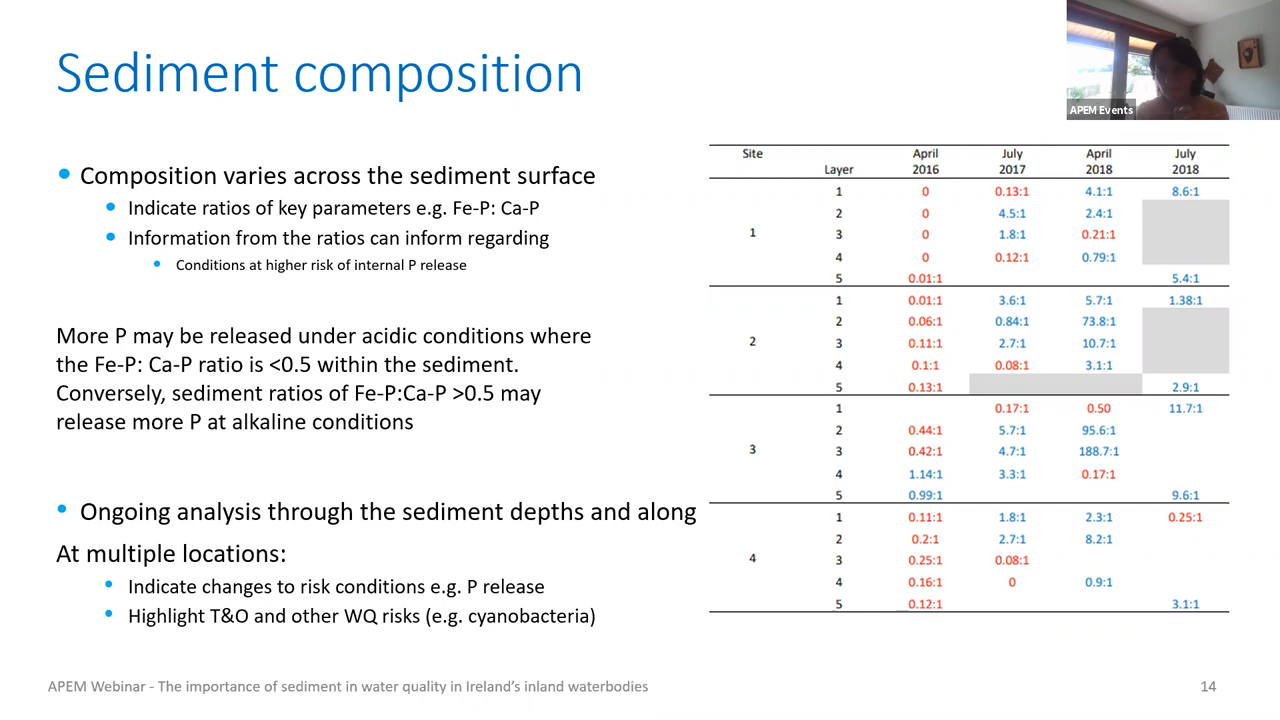 Sediment composition
APEM Events
Composition varies across the sediment surface
Indicate ratios of key parameters e.g. Fe-P: Ca-P
Information from the ratios can inform regarding
Conditions at higher risk of internal P release
More P may be released under acidic conditions where
the Fe-P: Ca-P ratio is <0.5 within the sediment.
Conversely, sediment ratios of Fe-P:Ca-P >0.5 may
release more P at alkaline conditions
Ongoing analysis through the sediment depths and along
At multiple locations:
Indicate changes to risk conditions e.g. P release
Highlight T&O and other WQ risks (e.g. cyanobacteria)
Site April July April July
Layer 2016 2017 2018 2018
1 0 0.13:1 4.1:1 8.6:1
2 0 4.5:1 2.4:1
1 3 0 1.8:1 0.21:1
4 0 0.12:1 0.79:1
5 0.01:1 5.4:1
1 0.01:1 3.6:1 5.7:1 1.38:1
2 0.06:1 0.84:1 73.8:1
2 3 0.11:1 2.7:1 10.7:1
4 0.1:1 0.08:1 3.1:1
5 0.13:1 2.9:1
1 0.17:1 0.50 11.7:1
2 0.44:1 5.7:1 95.6:1
3 3 0.42:1 4.7:1 188.7:1
4 1.14:1 3.3:1 0.17:1
5 0.99:1 9.6:1
1 0.11:1 1.8:1 2.3:1 0.25:1
2 0.2:1 2.7:1 8.2:1
4 3 0.25:1 0.08:1
4 0.16:1 0 0.9:1
5 0.12:1 3.1:1
APEM Webinar - The importance of sediment in water quality in Ireland's inland waterbodies
14